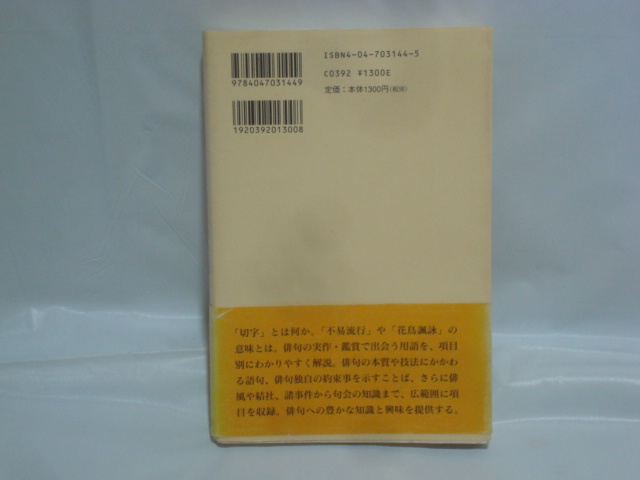 ISBN4-04-703144-5
C0392 ¥1300E
定価：本体1300円(税別)
9784047031449
1920392013008
「切字」とは何か、「不易流行」や「花鳥諷詠」の
意味とは。俳句の実作・鑑賞で出会う用語を、項目
別にわかりやすく解説。俳句の本質や技法にかかわ
る語句、俳句独自の約束事を示すことば、さらに俳
風や結社、諸事件から句会の知識まで、広範囲に項
目を収録。俳句への豊かな知識と興味を提供する。